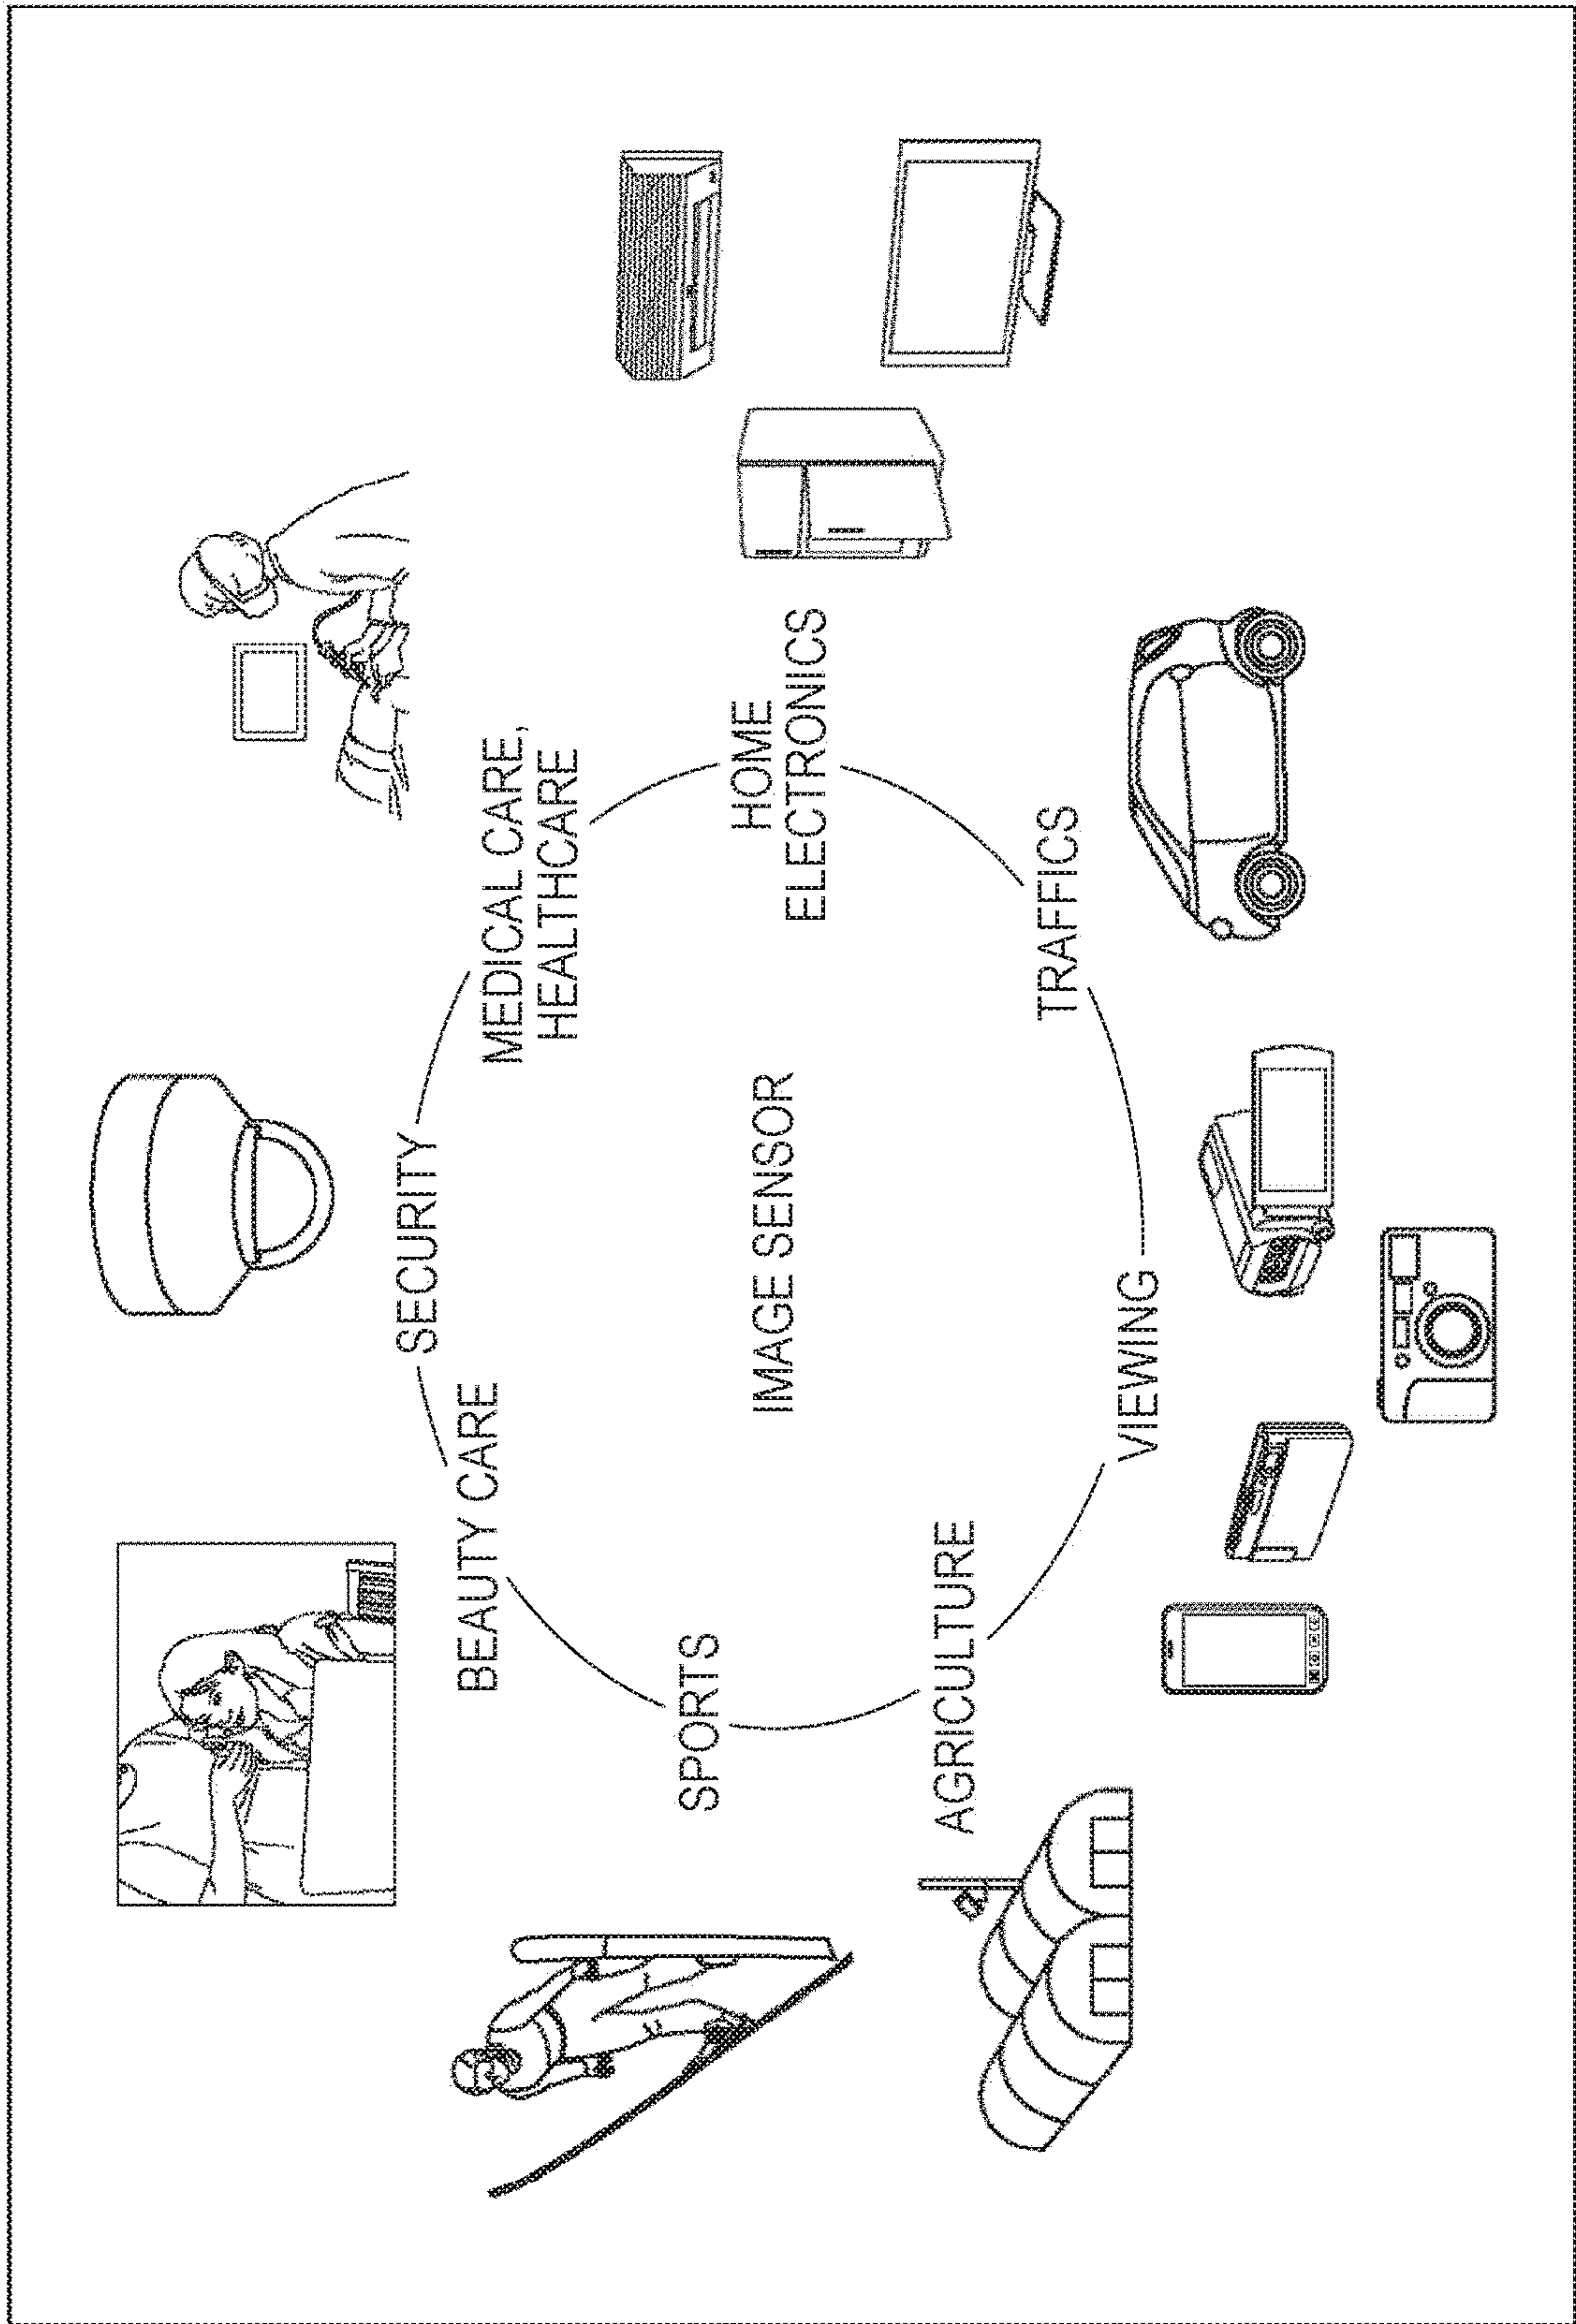 SECURITY
BEAUTY CARE
MEDICAL CARE,
HEALTHCARE
SPORTS
IMAGE SENSOR
HOME
ELECTRONICS
AGRICULTURE
TRAFFICS
VIEWING